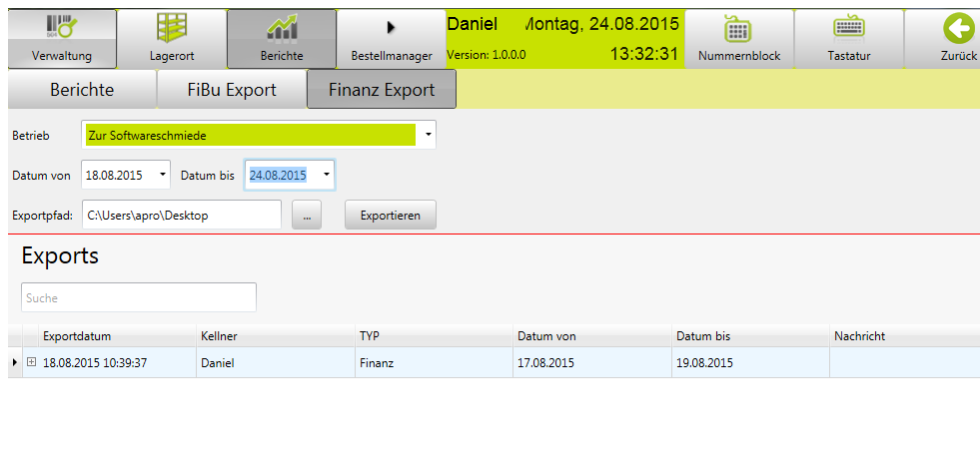 Daniel Montag, 24.08.2015
Verwaltung Lagerort Berichte Bestellmanager Version: 1.0.0.0 13:32:31 Nummernblock Tastatur Zurück
Berichte FiBu Export Finanz Export
Betrieb Zur Softwareschmiede
Datum von 18.08.2015 Datum bis 24.08.2015
Exportpfad: C:\Users\apro\Desktop ... Exportieren
Exports
Suche
Exportdatum Kellner TYP Datum von Datum bis Nachricht
18.08.2015 10:39:37 Daniel Finanz 17.08.2015 19.08.2015